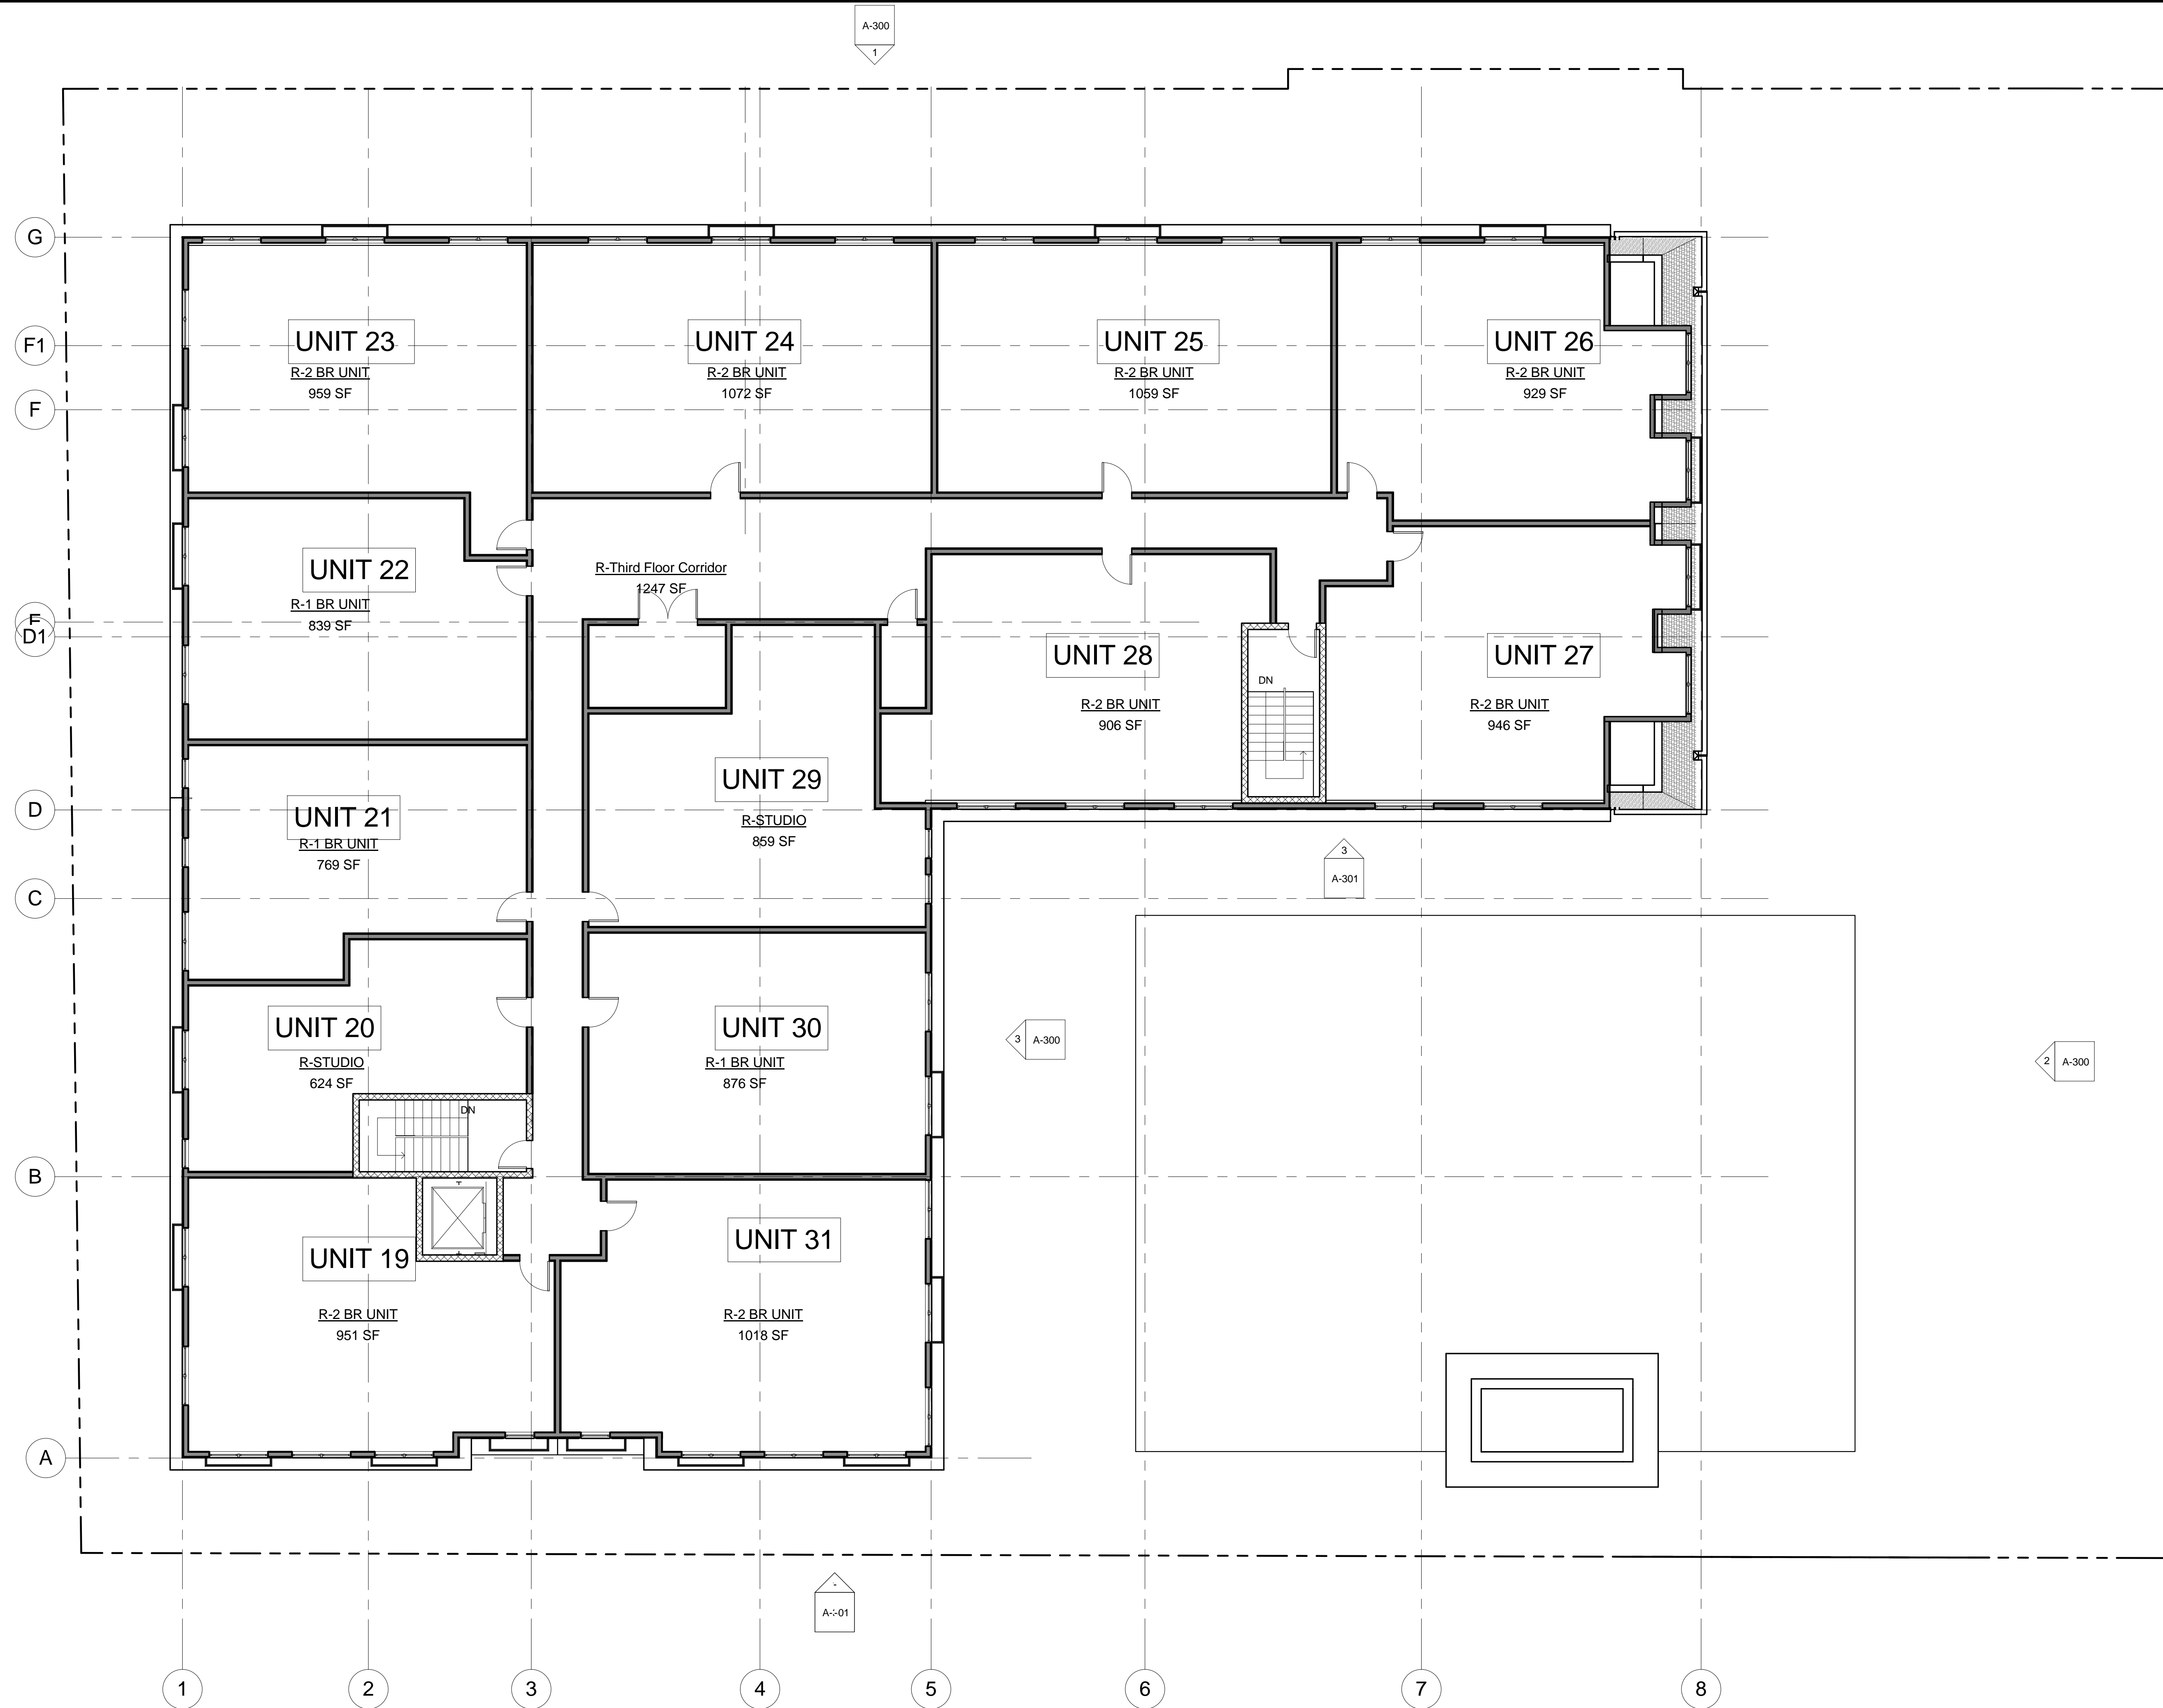 A-300
1
G
UNIT 23
R-2 BR UNIT
959 SF
UNIT 24
R-2 BR UNIT
1072 SF
UNIT 25
R-2 BR UNIT
1059 SF
UNIT 26
R-2 BR UNIT
929 SF
F1
F
UNIT 22
R-1 BR UNIT
839 SF
R-Third Floor Corridor
1247 SF
E
D1
UNIT 28
R-2 BR UNIT
906 SF
DN
UNIT 27
R-2 BR UNIT
946 SF
UNIT 21
R-1 BR UNIT
769 SF
UNIT 29
R-STUDIO
859 SF
D
3
A-301
C
UNIT 20
R-STUDIO
624 SF
DN
UNIT 30
R-1 BR UNIT
876 SF
3
A-300
2
A-300
B
UNIT 19
R-2 BR UNIT
951 SF
UNIT 31
R-2 BR UNIT
1018 SF
A
1
2
3
4
5
6
7
8